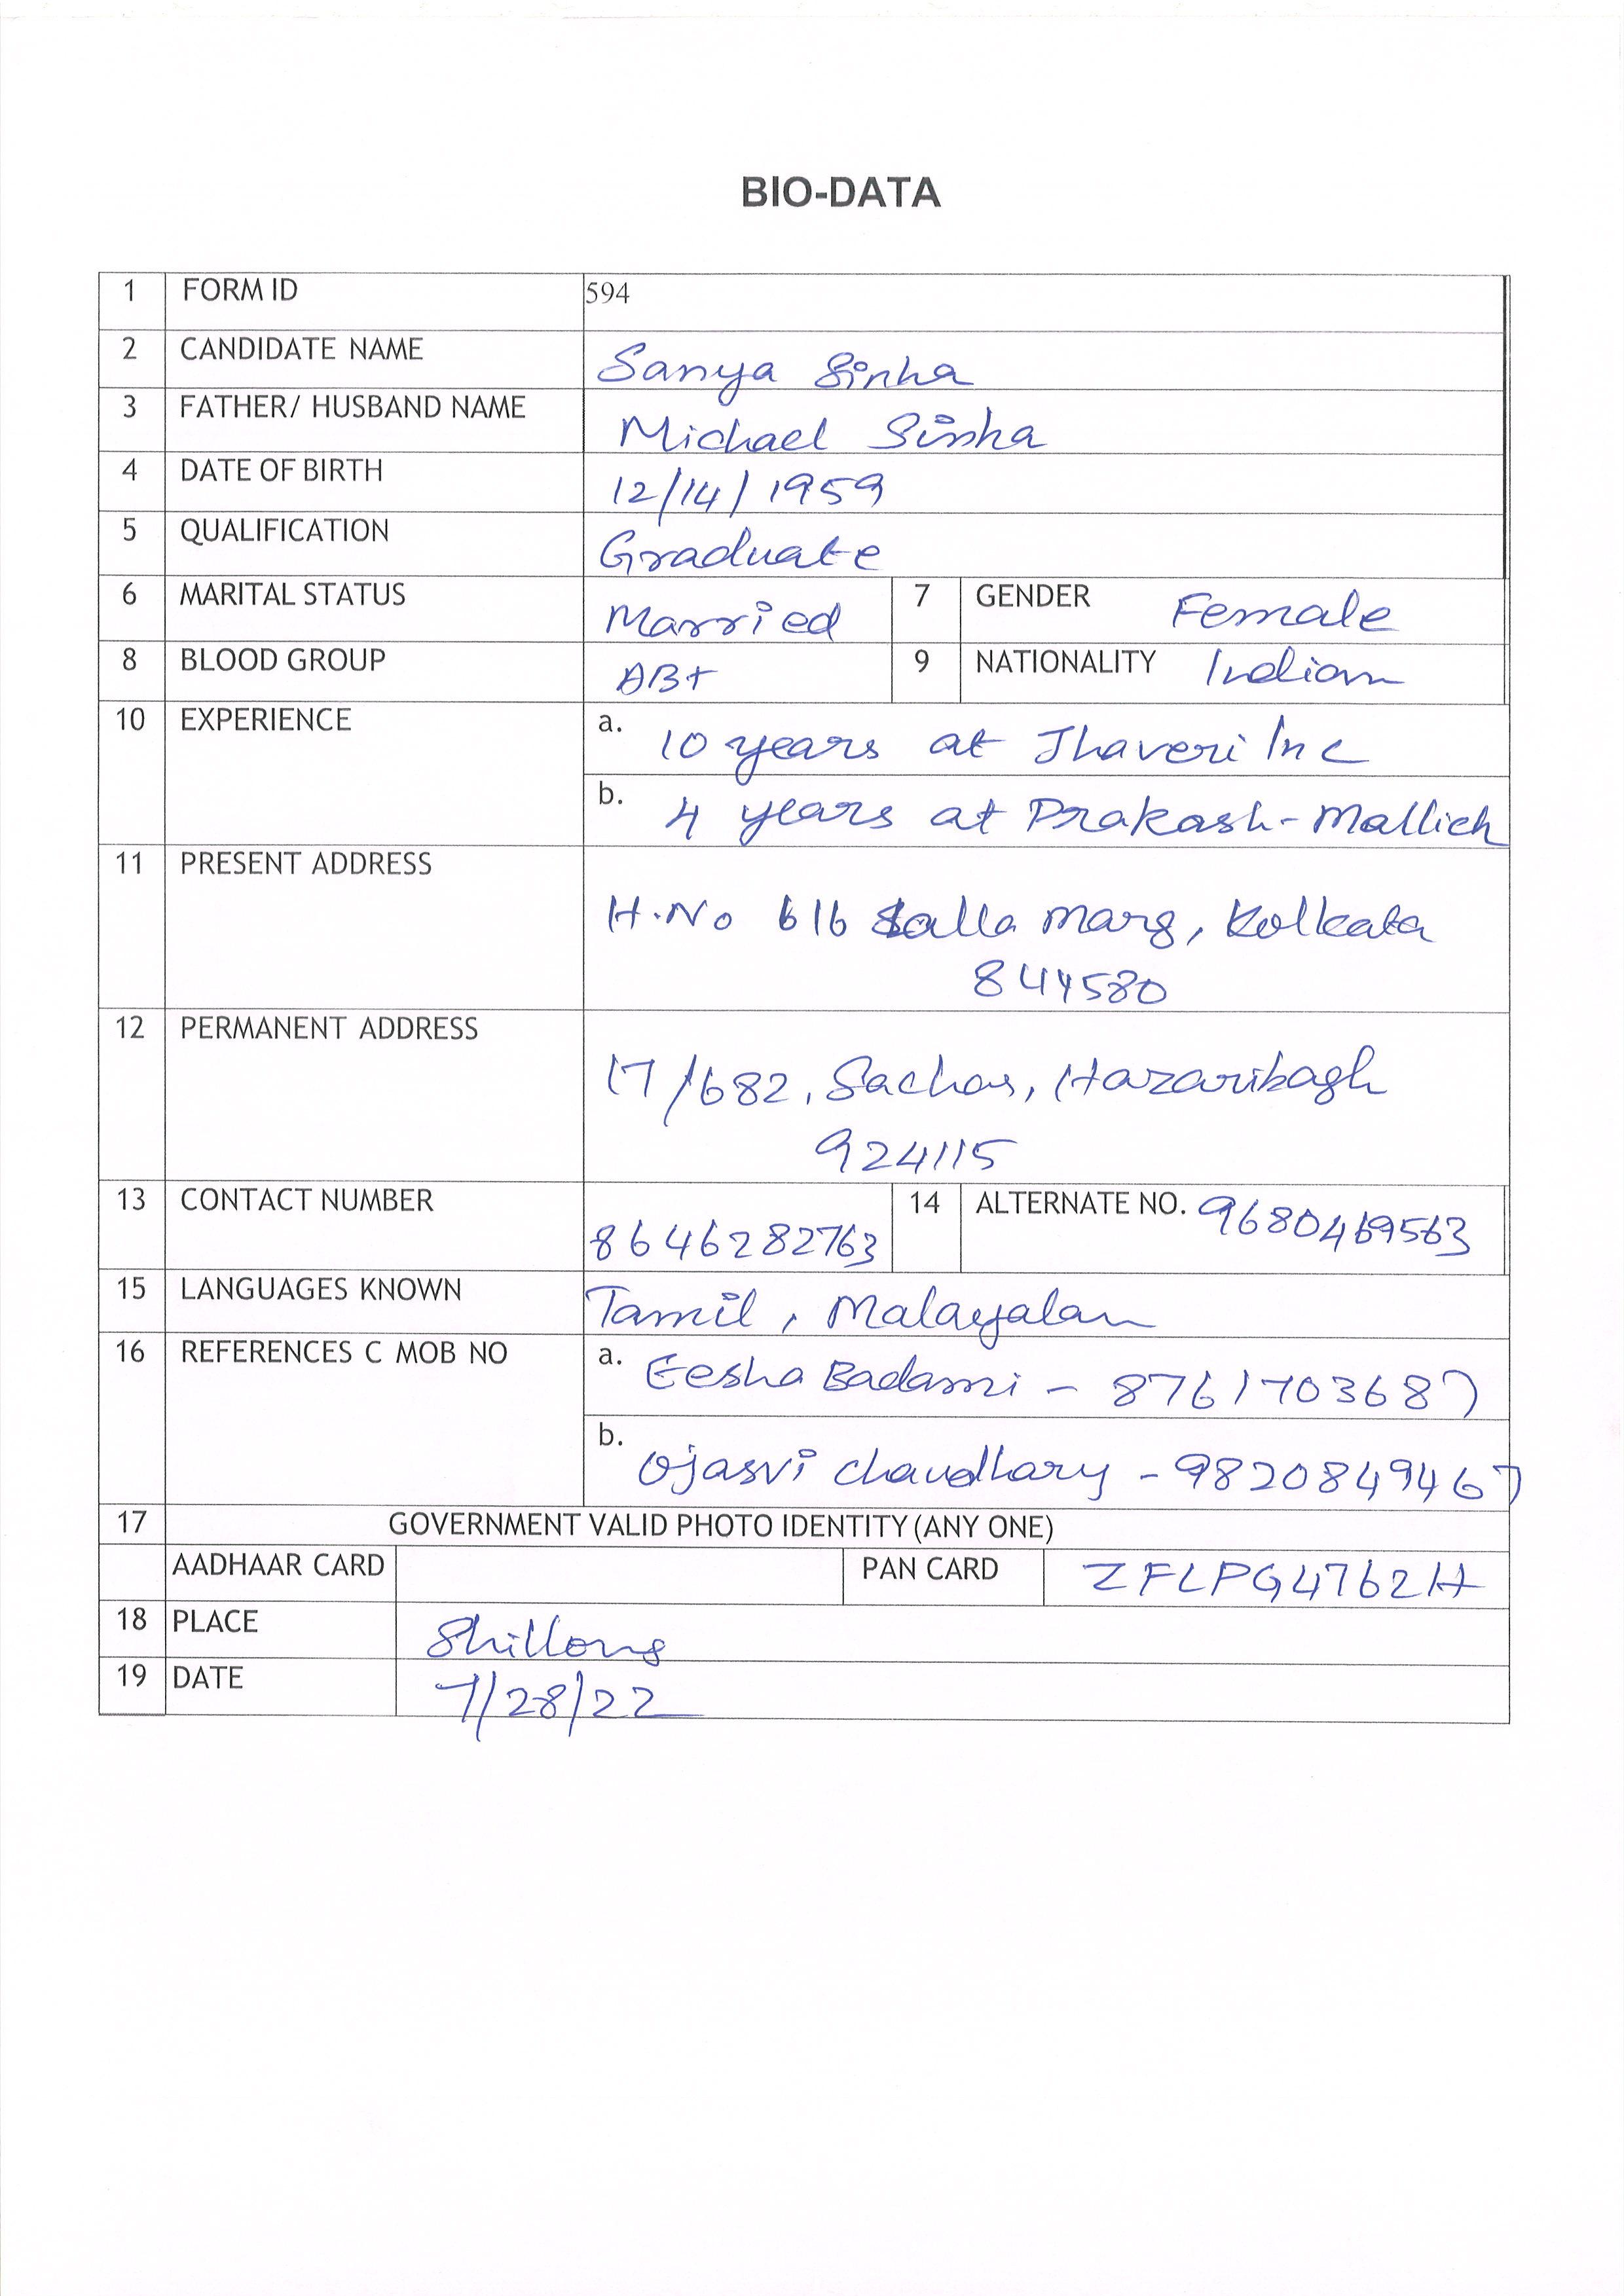 BIO-DATA
1 FORM ID 594
2 CANDIDATE NAME Sanya Sinha
3 FATHER/ HUSBAND NAME Michael Sinha
4 DATE OF BIRTH 12/14/1959
5 QUALIFICATION Graduate
6 MARITAL STATUS Married 7 GENDER Female
8 BLOOD GROUP AB+ 9 NATIONALITY Indian
10 EXPERIENCE a. 10 years at Jhaveri Inc
b. 4 years at Prakash-Mallick
11 PRESENT ADDRESS
H.No 616 Salla Marg, Kolkata
844580
12 PERMANENT ADDRESS
17/682, Sachar, Hazaribagh
924115
13 CONTACT NUMBER 8646282763 14 ALTERNATE NO. 9680469563
15 LANGUAGES KNOWN Tamil, Malayalam
16 REFERENCES C MOB NO a. Eesha Badami - 8761703687
b. Ojasvi Chaudhary - 9820849467
17 GOVERNMENT VALID PHOTO IDENTITY (ANY ONE)
AADHAAR CARD PAN CARD ZFLPG4762H
18 PLACE Shillong
19 DATE 7/28/22